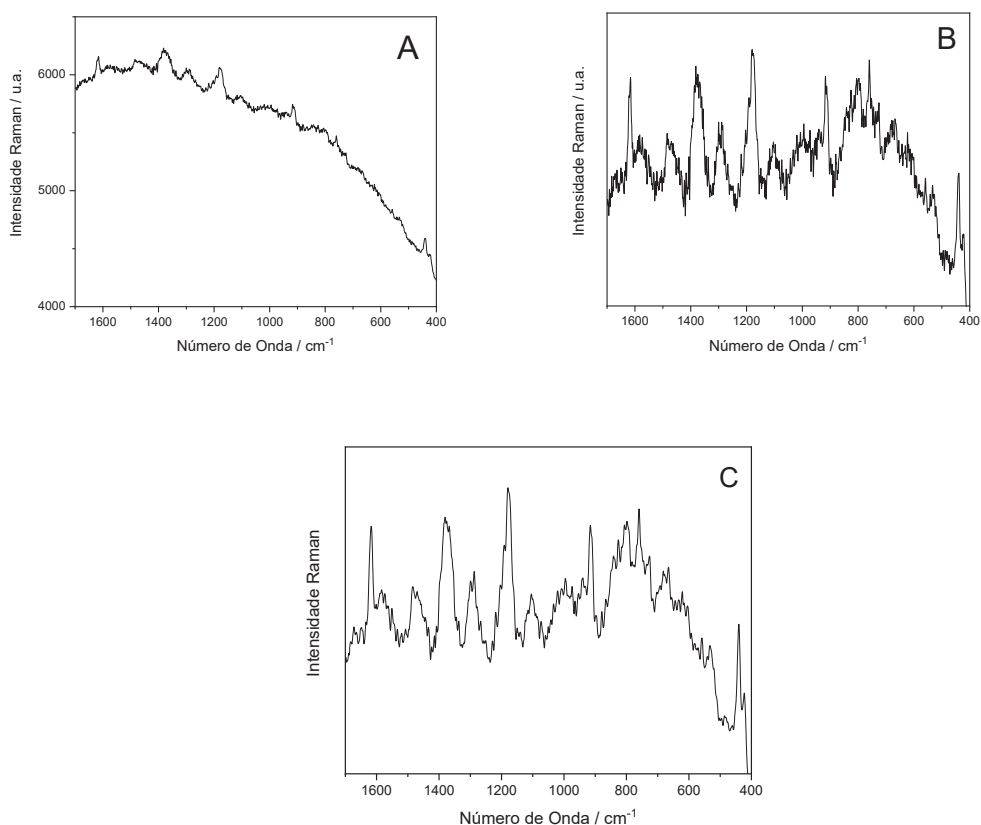 A
Intensidade Raman / u.a.
6000
5000
4000
1600 1400 1200 1000 800 600 400
Número de Onda / cm⁻¹
B
Intensidade Raman / u.a.
1600 1400 1200 1000 800 600 400
Número de Onda / cm⁻¹
C
Intensidade Raman
1600 1400 1200 1000 800 600 400
Número de Onda / cm⁻¹